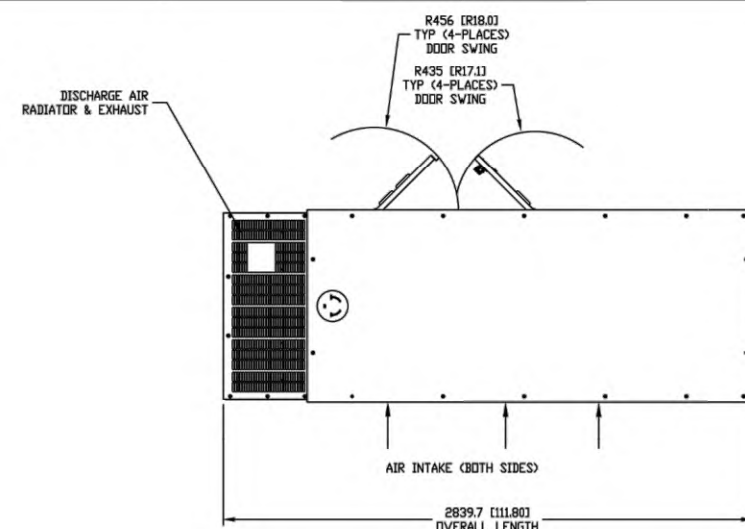 R456 [R18.0]
TYP (4-PLACES)
DOOR SWING
R435 [R17.1]
TYP (4-PLACES)
DOOR SWING
DISCHARGE AIR
RADIATOR & EXHAUST
AIR INTAKE (BOTH SIDES)
2839.7 [111.80]
OVERALL LENGTH